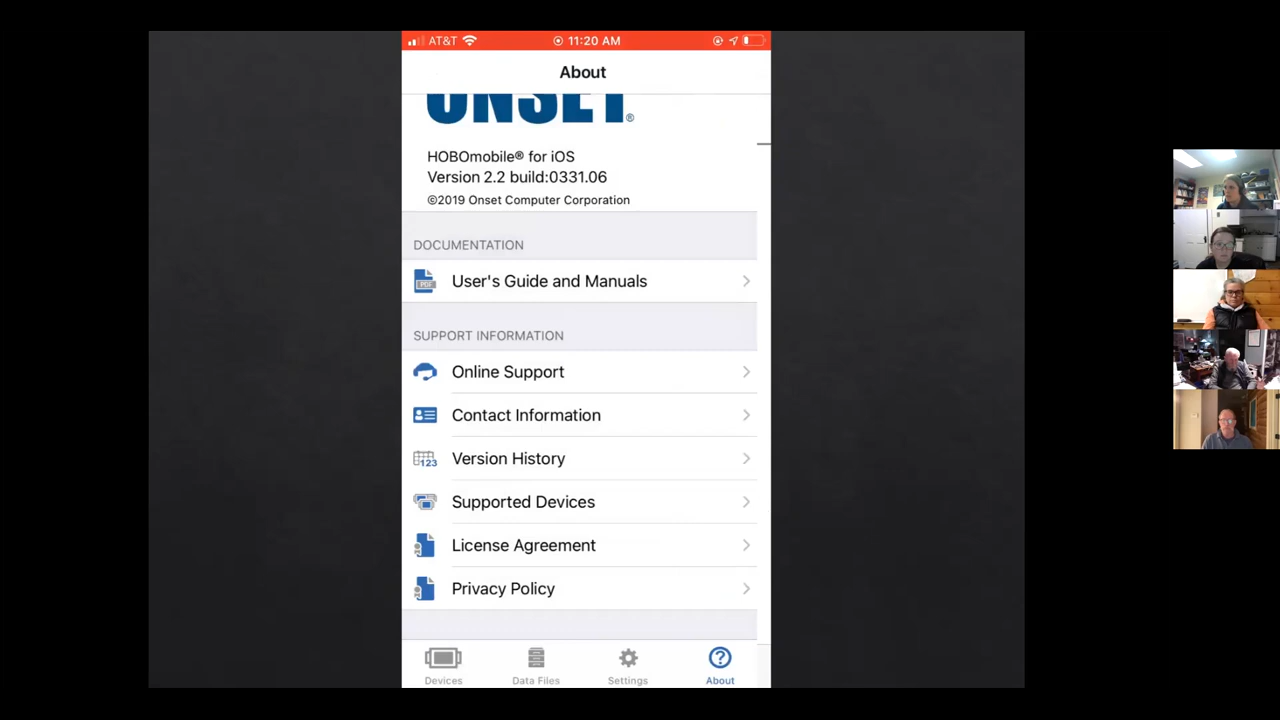 AT&T 11:20 AM
About
ONSET®
HOBOmobile® for iOS
Version 2.2 build:0331.06
©2019 Onset Computer Corporation
DOCUMENTATION
PDF User's Guide and Manuals
SUPPORT INFORMATION
Online Support
Contact Information
123 Version History
Supported Devices
License Agreement
Privacy Policy
Devices Data Files Settings About